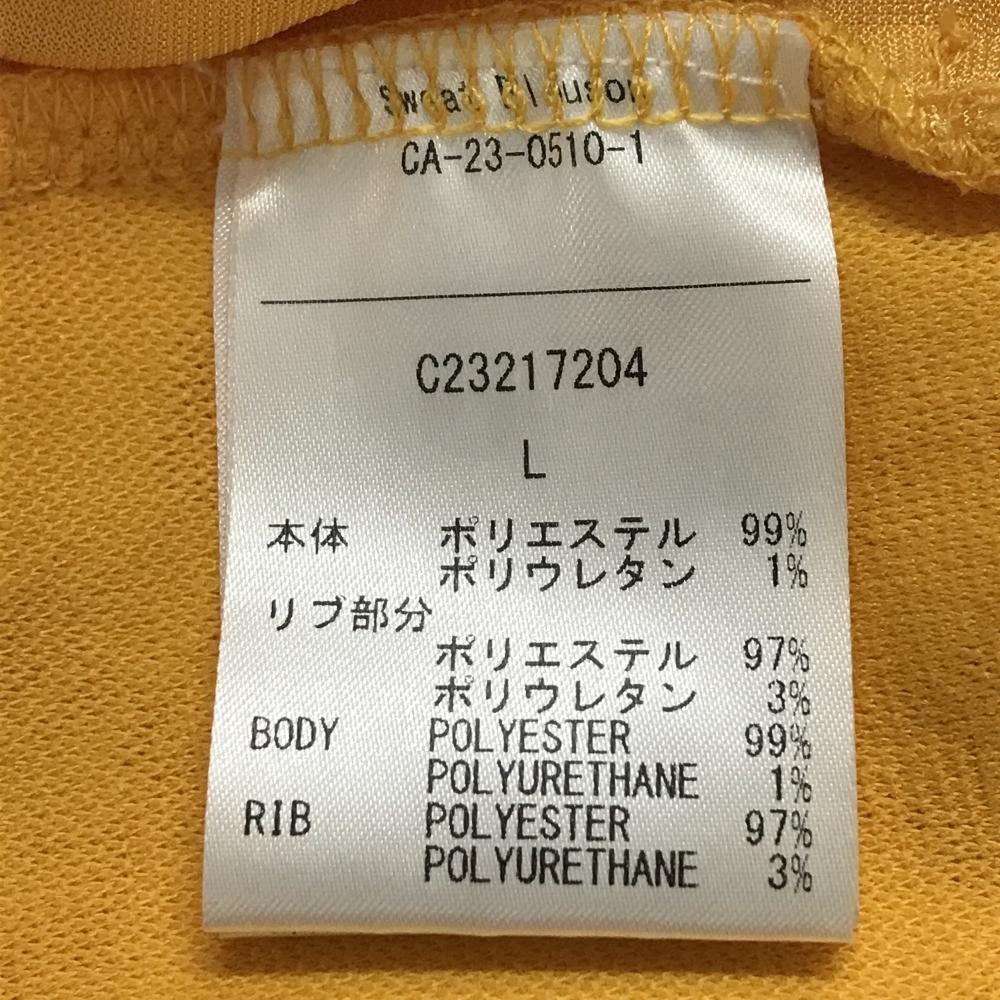 Sweat Blouson
CA-23-0510-1
C23217204
L
本体 ポリエステル 99%
ポリウレタン 1%
リブ部分
ポリエステル 97%
ポリウレタン 3%
BODY POLYESTER 99%
POLYURETHANE 1%
RIB POLYESTER 97%
POLYURETHANE 3%